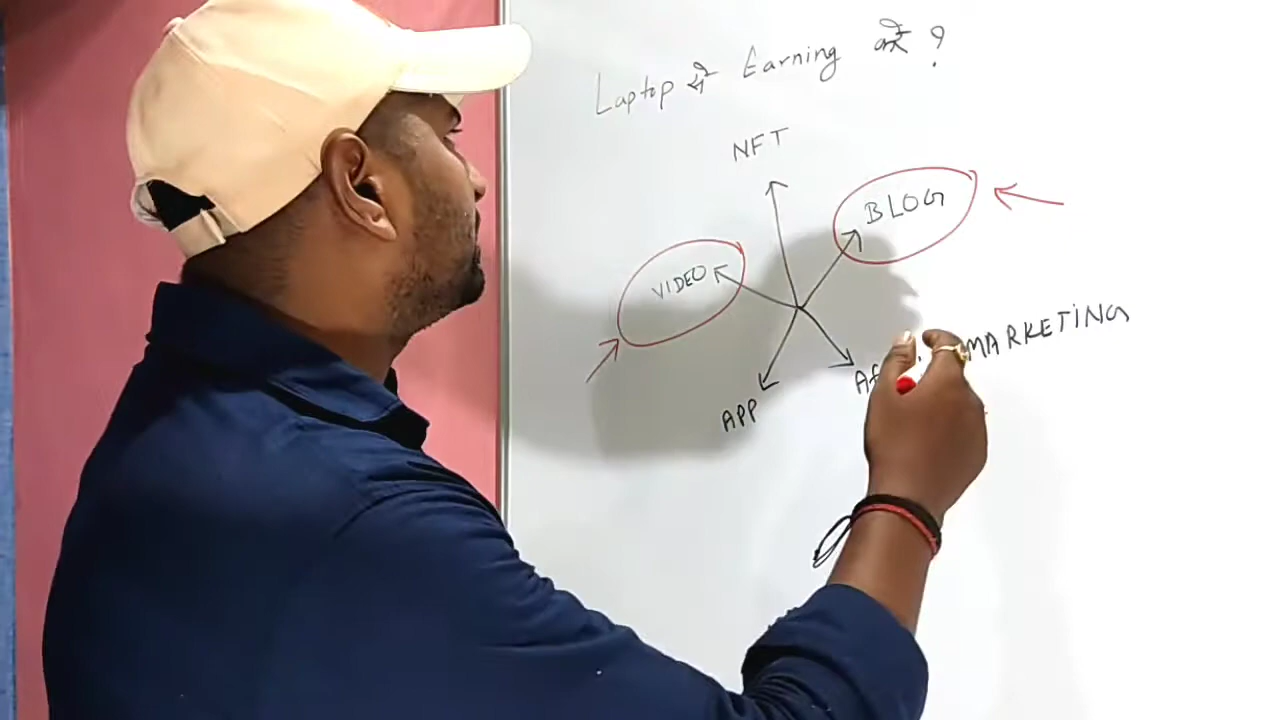 Laptop से Earning करें ?
NFT
BLOG
VIDEO
MARKETING
APP